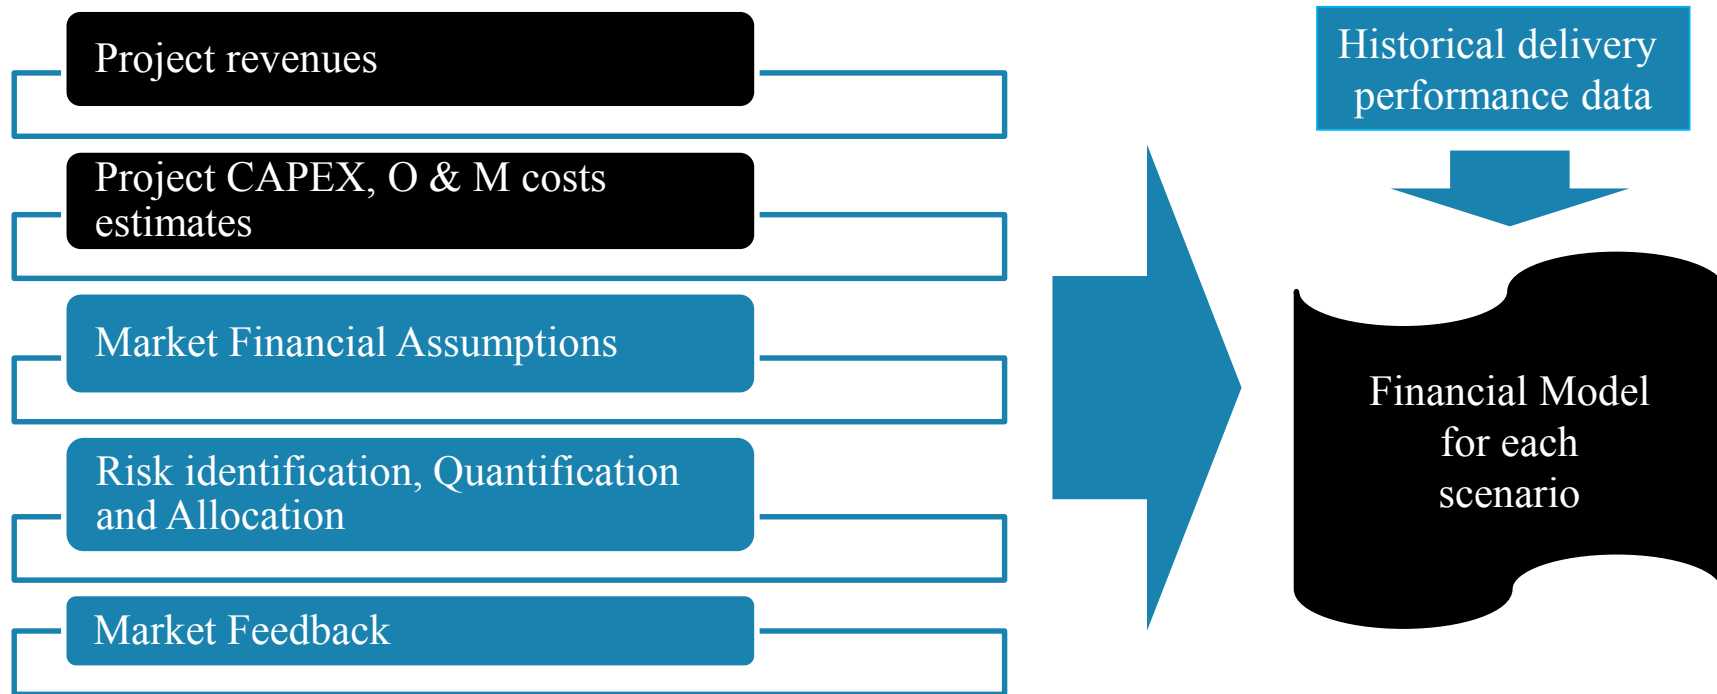 Project revenues
Project CAPEX, O & M costs
estimates
Market Financial Assumptions
Risk identification, Quantification
and Allocation
Market Feedback
Historical delivery
performance data
Financial Model
for each
scenario